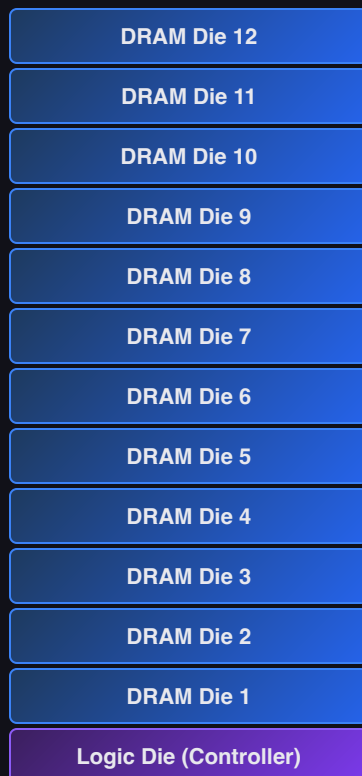 DRAM Die 12
DRAM Die 11
DRAM Die 10
DRAM Die 9
DRAM Die 8
DRAM Die 7
DRAM Die 6
DRAM Die 5
DRAM Die 4
DRAM Die 3
DRAM Die 2
DRAM Die 1
Logic Die (Controller)